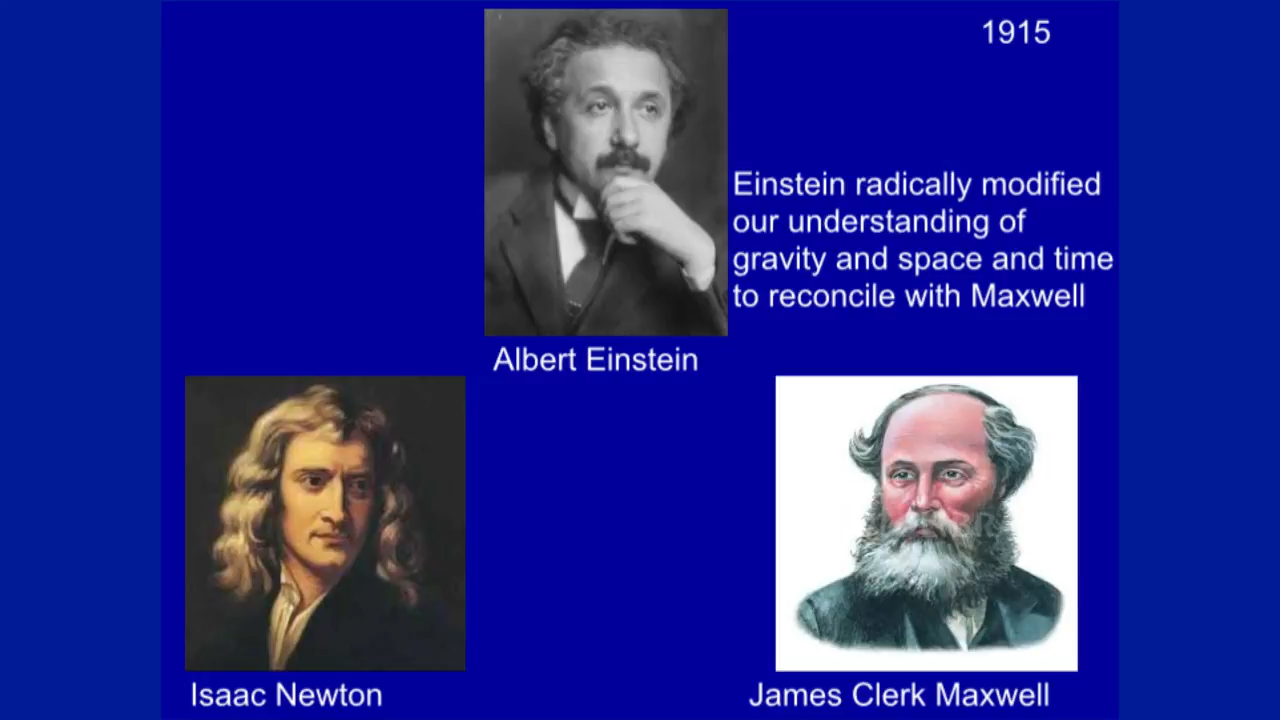 1915
Einstein radically modified
our understanding of
gravity and space and time
to reconcile with Maxwell
Albert Einstein
Isaac Newton
James Clerk Maxwell